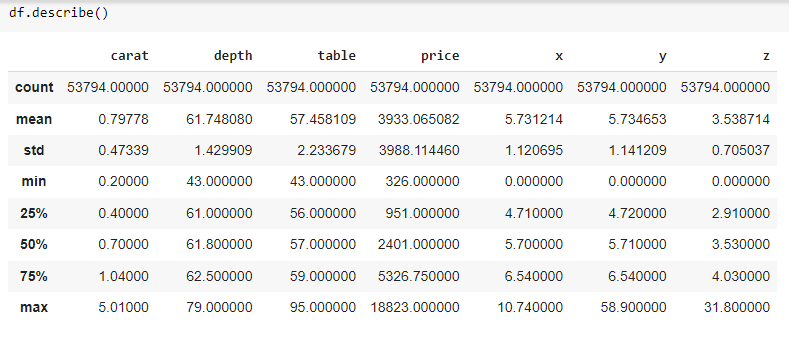 df.describe()
carat depth table price x y z
count 53794.00000 53794.000000 53794.000000 53794.000000 53794.000000 53794.000000 53794.000000
mean 0.79778 61.748080 57.458109 3933.065082 5.731214 5.734653 3.538714
std 0.47339 1.429909 2.233679 3988.114460 1.120695 1.141209 0.705037
min 0.20000 43.000000 43.000000 326.000000 0.000000 0.000000 0.000000
25% 0.40000 61.000000 56.000000 951.000000 4.710000 4.720000 2.910000
50% 0.70000 61.800000 57.000000 2401.000000 5.700000 5.710000 3.530000
75% 1.04000 62.500000 59.000000 5326.750000 6.540000 6.540000 4.030000
max 5.01000 79.000000 95.000000 18823.000000 10.740000 58.900000 31.800000